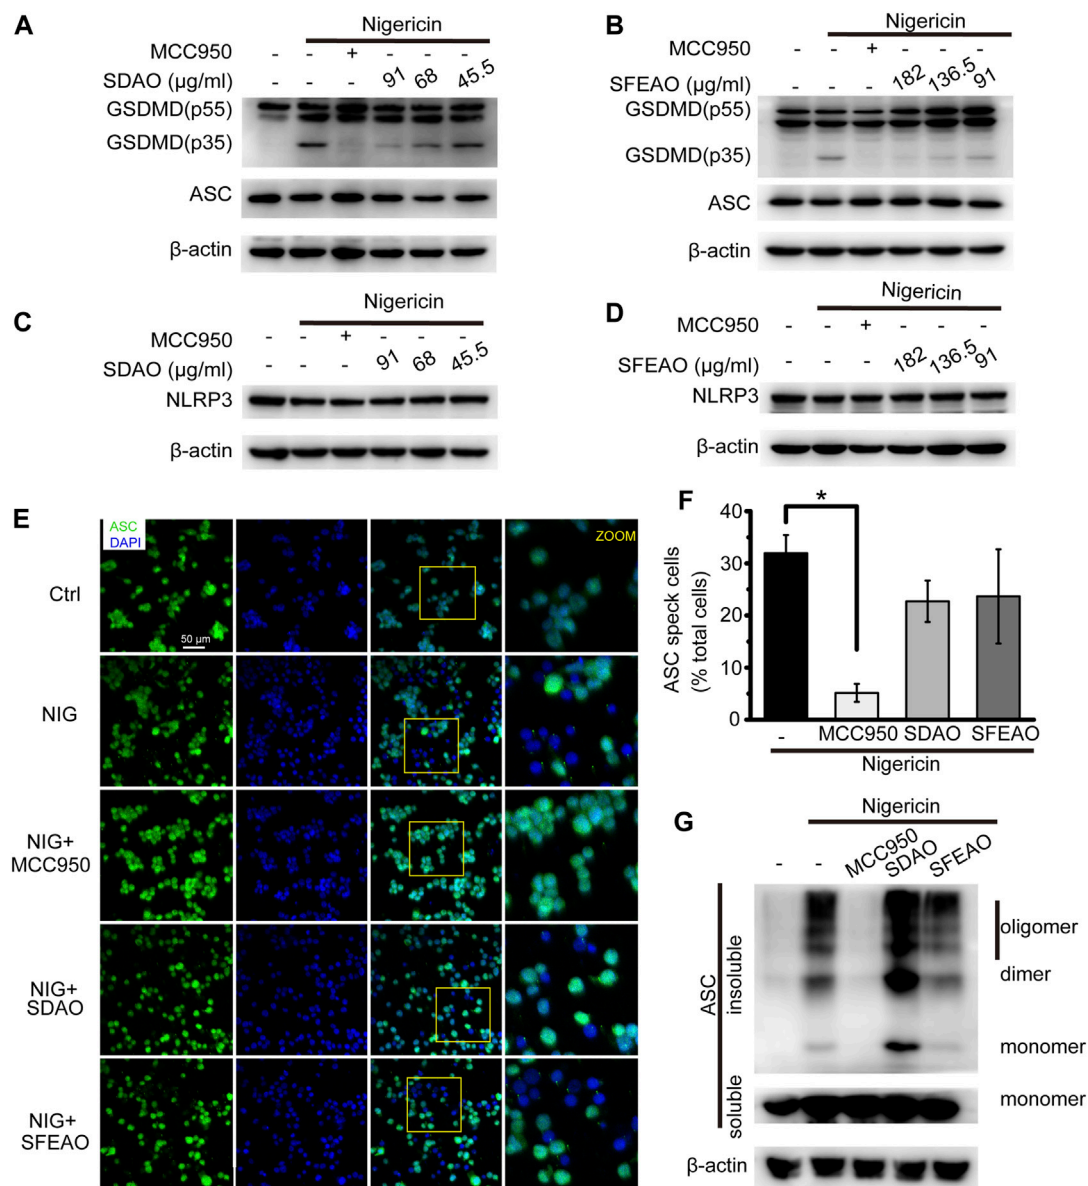 A
Nigericin
MCC950 - - + - - -
SDAO (μg/ml) - - - 91 68 45.5
GSDMD(p55)
GSDMD(p35)
ASC
β-actin
B
Nigericin
MCC950 - - + - - -
SFEAO (μg/ml) - - - 182 136.5 91
GSDMD(p55)
GSDMD(p35)
ASC
β-actin
C
Nigericin
MCC950 - - + - - -
SDAO (μg/ml) - - - 91 68 45.5
NLRP3
β-actin
D
Nigericin
MCC950 - - + - - -
SFEAO (μg/ml) - - - 182 136.5 91
NLRP3
β-actin
E
ASC
DAPI
ZOOM
Ctrl
50 μm
NIG
NIG+
MCC950
NIG+
SDAO
NIG+
SFEAO
F
ASC speck cells
(% total cells)
40
30
20
10
0
*
- MCC950 SDAO SFEAO
Nigericin
G
Nigericin
- - MCC950 SDAO SFEAO
ASC
insoluble
soluble
oligomer
dimer
monomer
monomer
β-actin